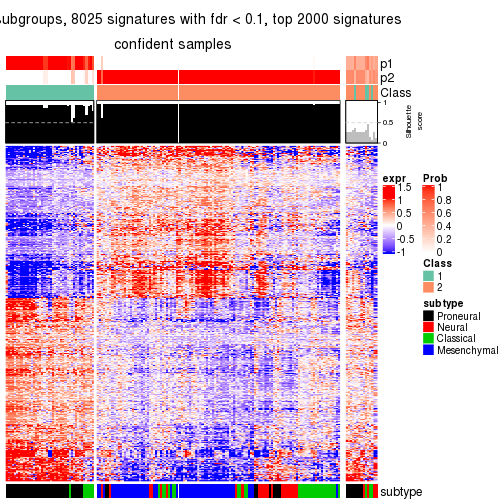 subgroups, 8025 signatures with fdr < 0.1, top 2000 signatures
confident samples
p1
p2
Class
1
0.5
0
Silhouette
score
expr
1.5
1
0.5
0
-0.5
-1
Prob
1
0.8
0.6
0.4
0.2
0
Class
1
2
subtype
Proneural
Neural
Classical
Mesenchymal
subtype